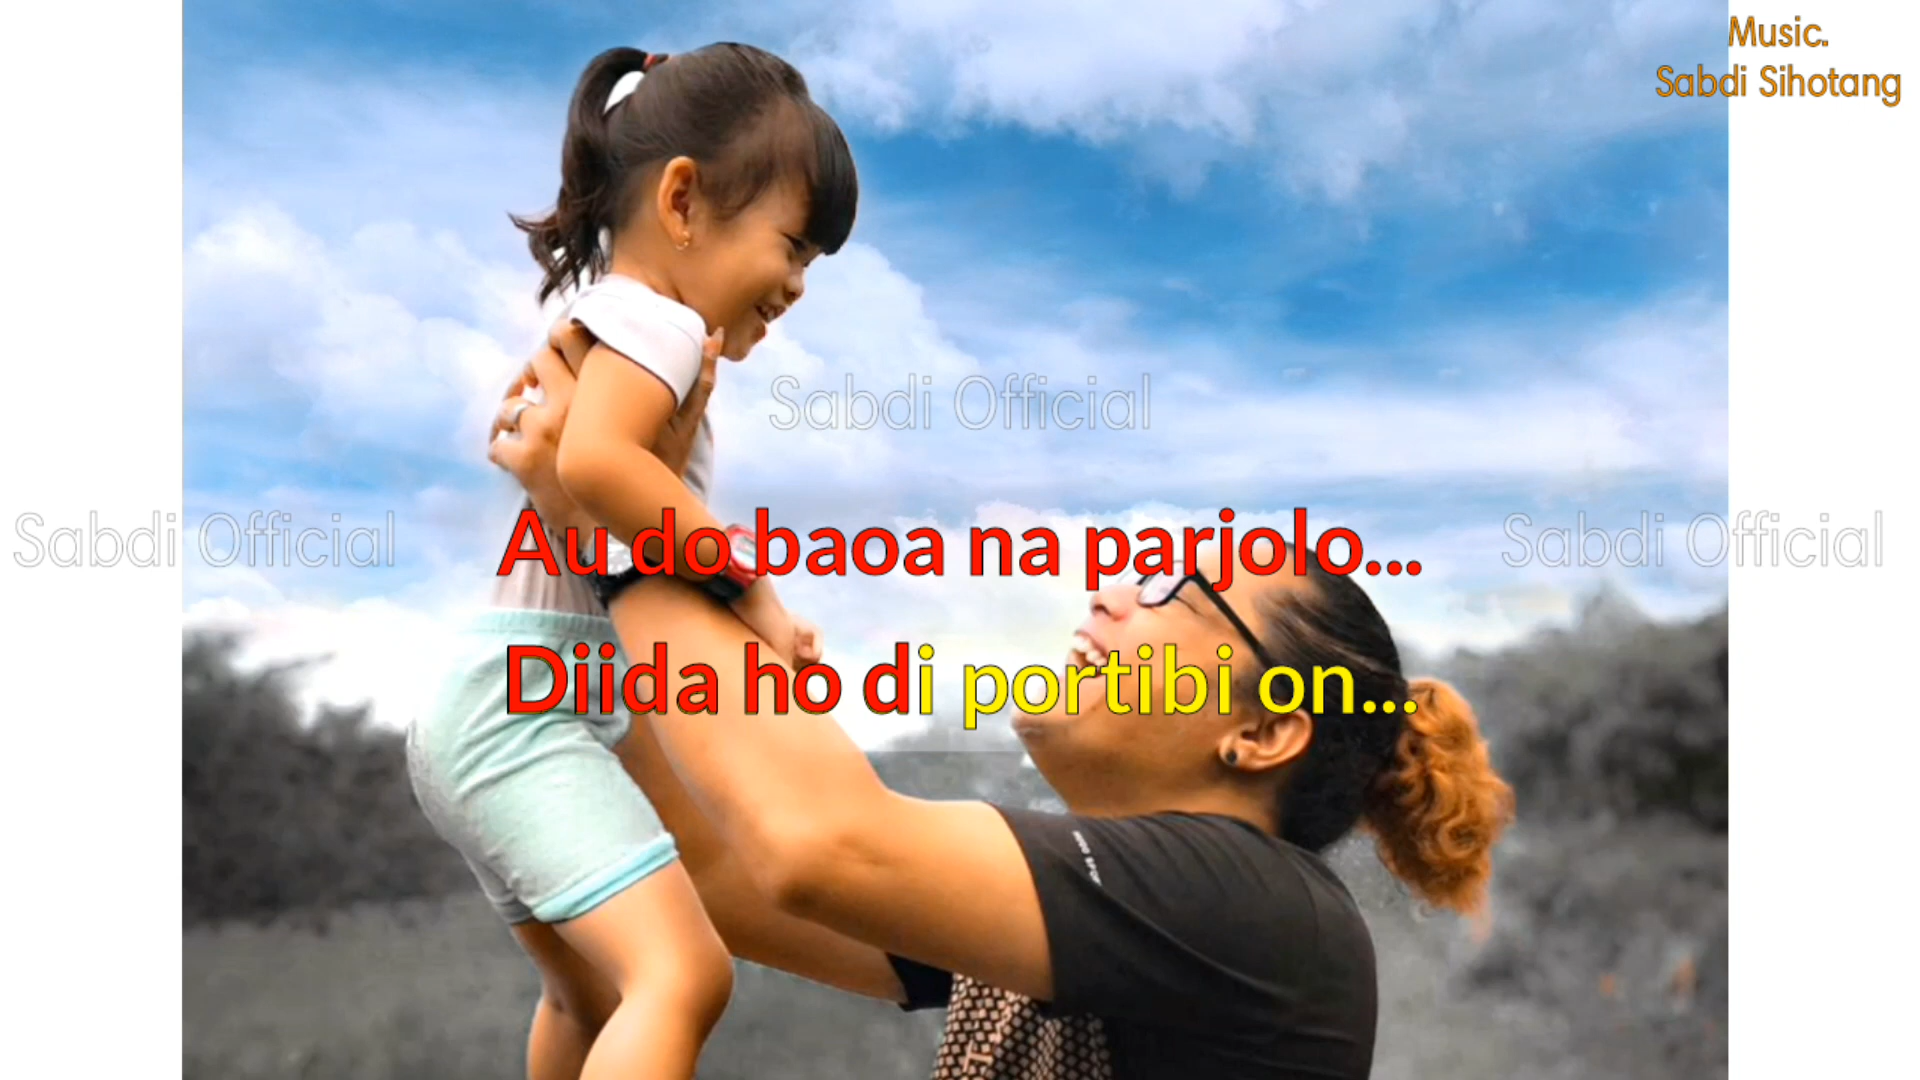 Music.
Sabdi Sihotang
Sabdi Official
Sabdi Official
Sabdi Official
Au do baoa na parjolo...
Diida ho di portibi on...